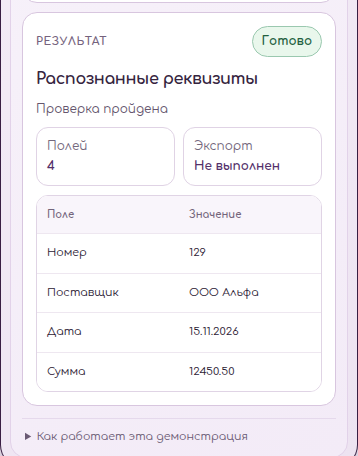 РЕЗУЛЬТАТ
Готово
Распознанные реквизиты
Проверка пройдена
Полей
4
Экспорт
Не выполнен
Поле Значение
Номер 129
Поставщик ООО Альфа
Дата 15.11.2026
Сумма 12450.50
▶ Как работает эта демонстрация